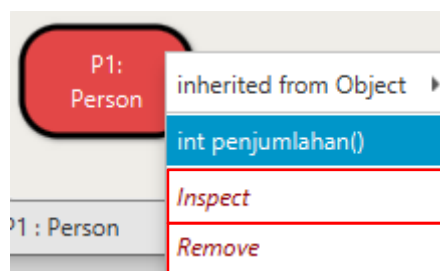 P1:
Person
inherited from Object
int penjumlahan()
Inspect
P1 : Person
Remove